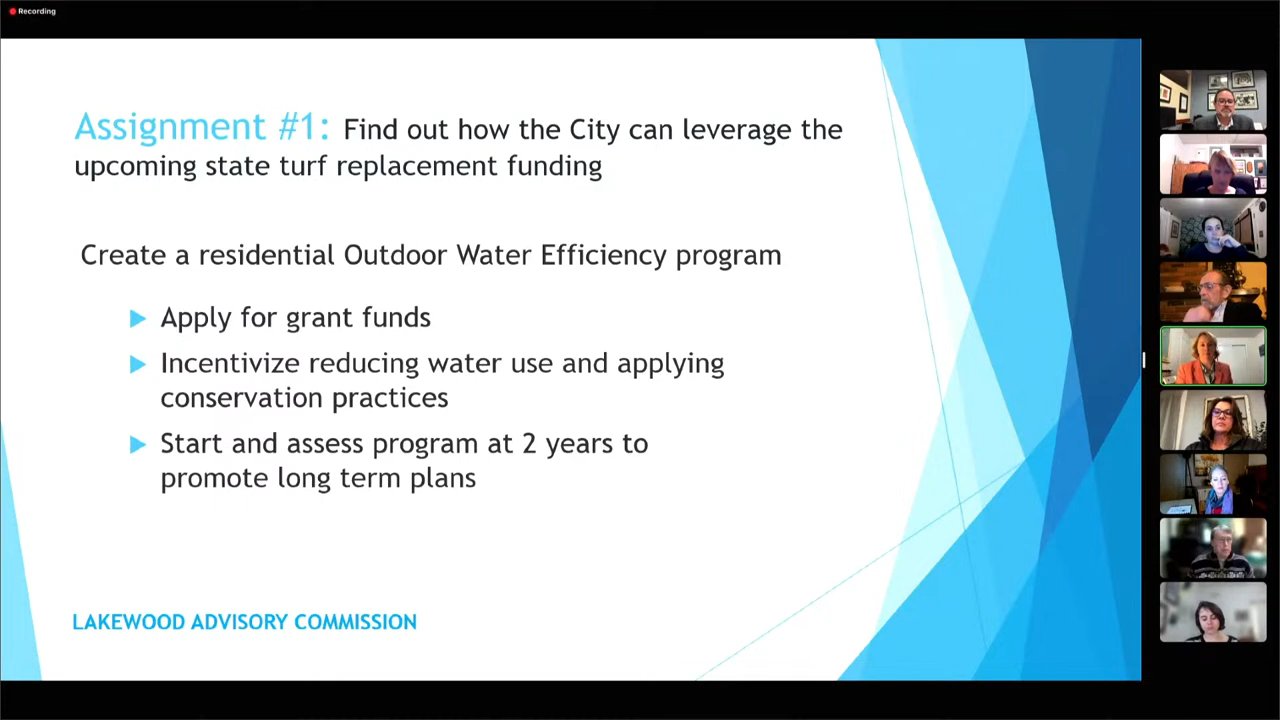 Recording
Assignment #1: Find out how the City can leverage the
upcoming state turf replacement funding
Create a residential Outdoor Water Efficiency program
Apply for grant funds
Incentivize reducing water use and applying
conservation practices
Start and assess program at 2 years to
promote long term plans
LAKEWOOD ADVISORY COMMISSION